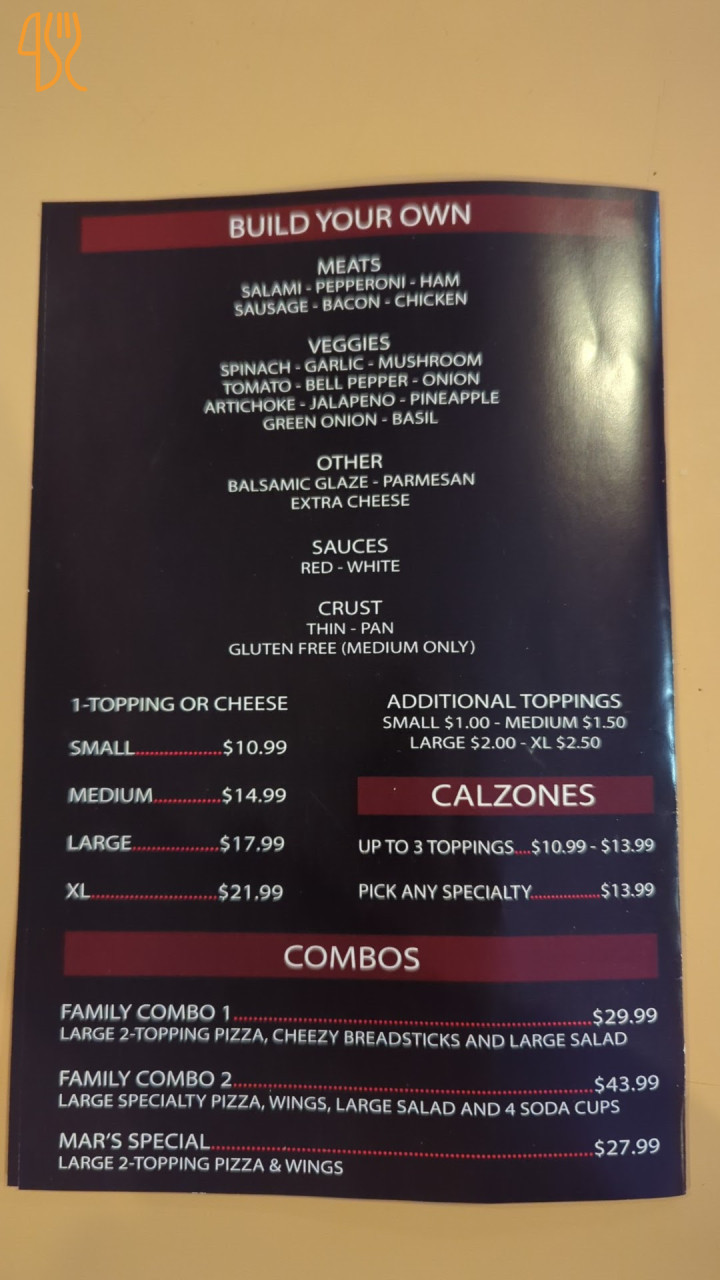 BUILD YOUR OWN
MEATS
SALAMI - PEPPERONI - HAM
SAUSAGE - BACON - CHICKEN
VEGGIES
SPINACH - GARLIC - MUSHROOM
TOMATO - BELL PEPPER - ONION
ARTICHOKE - JALAPENO - PINEAPPLE
GREEN ONION - BASIL
OTHER
BALSAMIC GLAZE - PARMESAN
EXTRA CHEESE
SAUCES
RED - WHITE
CRUST
THIN - PAN
GLUTEN FREE (MEDIUM ONLY)
1-TOPPING OR CHEESE
SMALL..................$10.99
MEDIUM..............$14.99
LARGE..................$17.99
XL..........................$21.99
ADDITIONAL TOPPINGS
SMALL $1.00 - MEDIUM $1.50
LARGE $2.00 - XL $2.50
CALZONES
UP TO 3 TOPPINGS....$10.99 - $13.99
PICK ANY SPECIALTY...............$13.99
COMBOS
FAMILY COMBO 1..........................................................................$29.99
LARGE 2-TOPPING PIZZA, CHEEZY BREADSTICKS AND LARGE SALAD
FAMILY COMBO 2..........................................................................$43.99
LARGE SPECIALTY PIZZA, WINGS, LARGE SALAD AND 4 SODA CUPS
MAR'S SPECIAL..............................................................................$27.99
LARGE 2-TOPPING PIZZA & WINGS